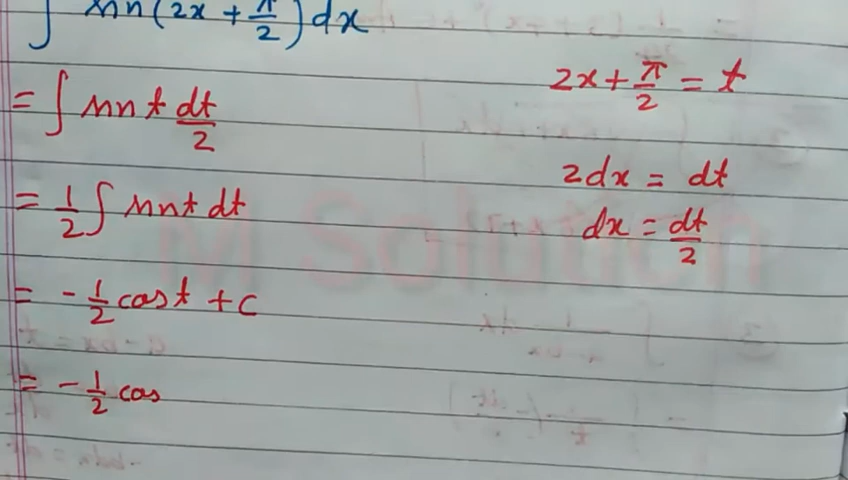 ∫ sin(2x + π/2) dx
2x + π/2 = t
= ∫ sin t dt/2
2dx = dt
= 1/2 ∫ sin t dt
dx = dt/2
= -1/2 cos t + c
= -1/2 cos
M Solution